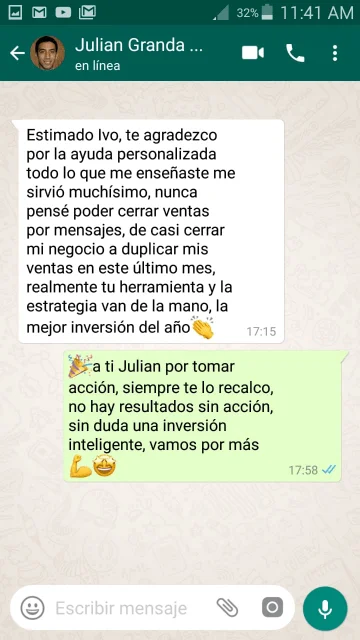 32% 11:41 AM
Julian Granda ...
en línea
Estimado Ivo, te agradezco
por la ayuda personalizada
todo lo que me enseñaste me
sirvió muchísimo, nunca
pensé poder cerrar ventas
por mensajes, de casi cerrar
mi negocio a duplicar mis
ventas en este último mes,
realmente tu herramienta y la
estrategia van de la mano, la
mejor inversión del año👏
17:15
🎉a ti Julian por tomar
acción, siempre te lo recalco,
no hay resultados sin acción,
sin duda una inversión
inteligente, vamos por más
💪🤩
17:58
Escribir mensaje